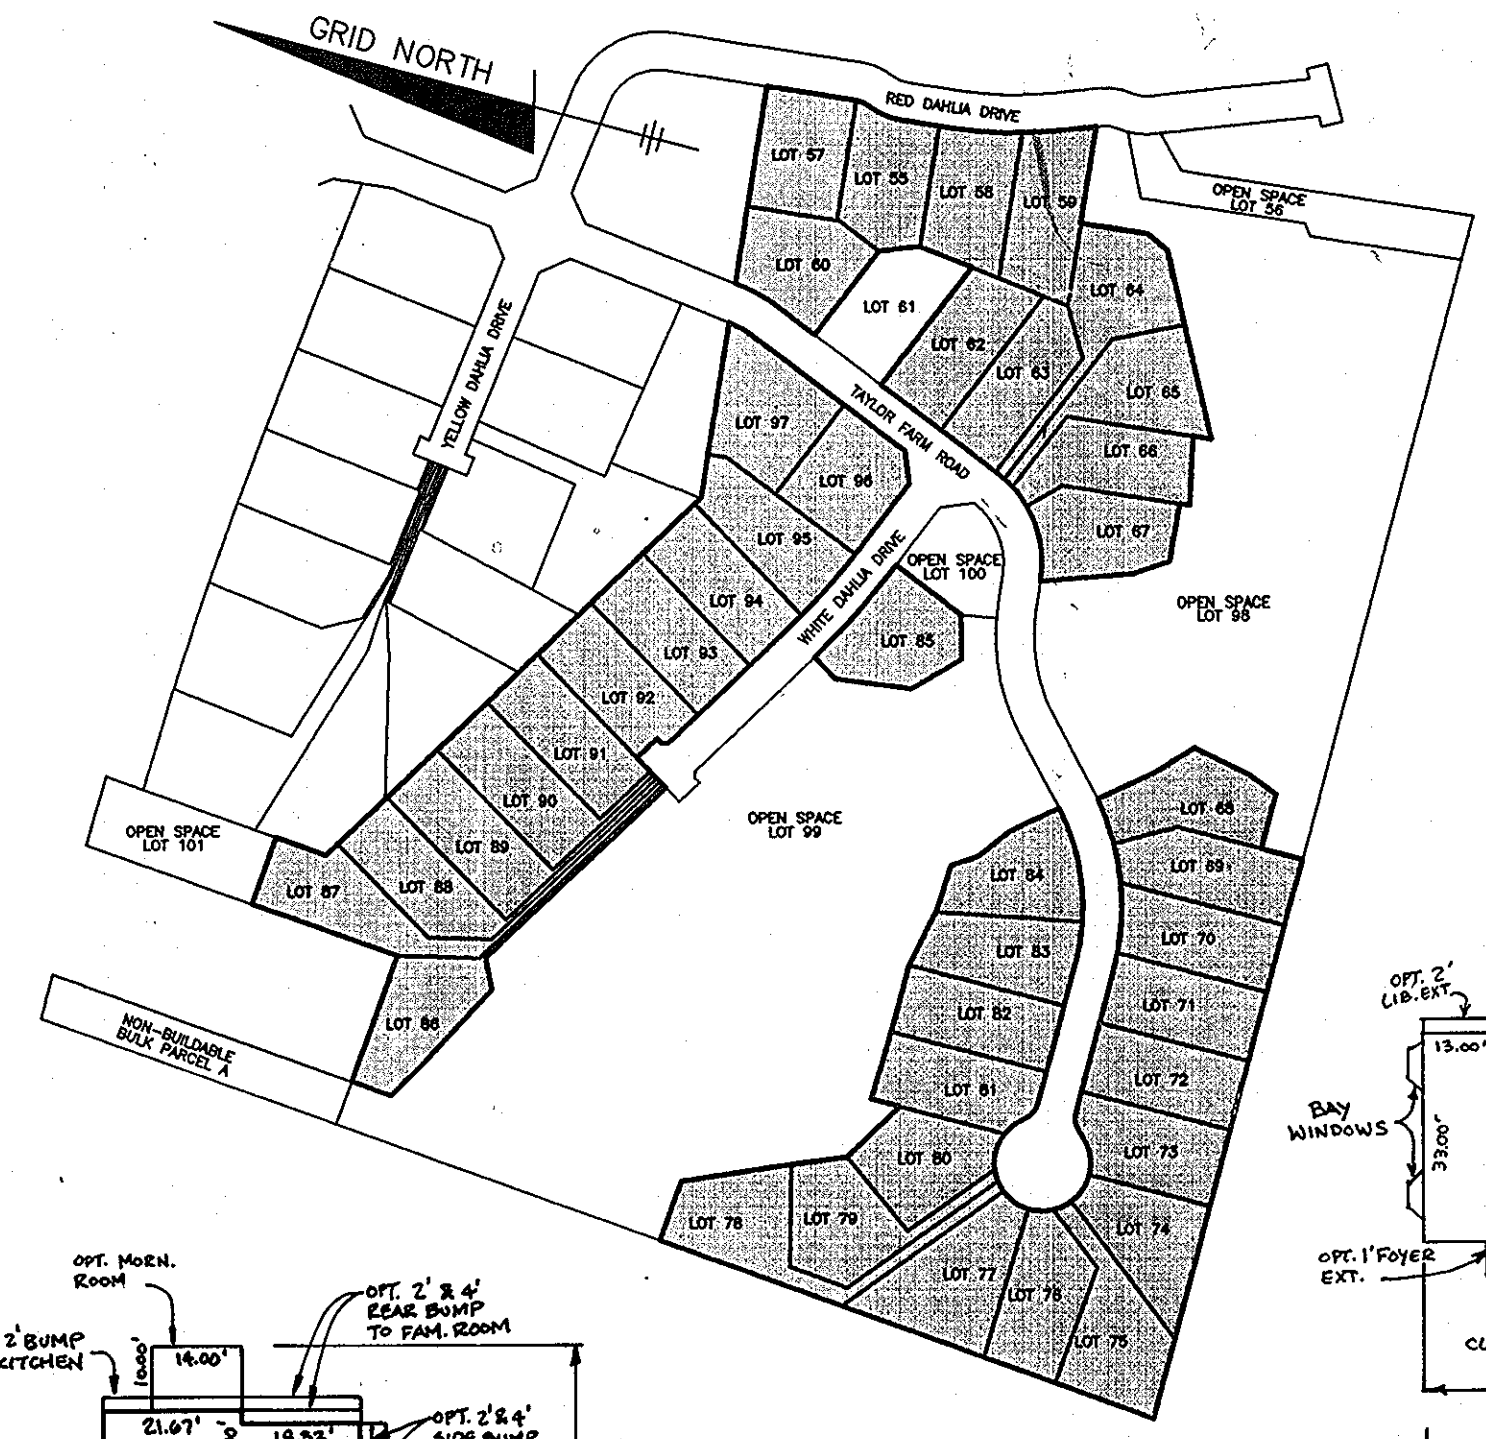 GRID NORTH
RED DAHLIA DRIVE
LOT 57
LOT 55
LOT 58
LOT 59
OPEN SPACE
LOT 56
LOT 60
LOT 61
LOT 62
LOT 63
LOT 64
LOT 65
LOT 66
LOT 67
YELLOW DAHLIA DRIVE
TAYLOR FARM ROAD
LOT 97
LOT 96
LOT 95
LOT 94
LOT 93
LOT 92
LOT 91
LOT 90
LOT 89
LOT 88
LOT 87
LOT 86
WHITE DAHLIA DRIVE
OPEN SPACE
LOT 100
LOT 85
OPEN SPACE
LOT 98
OPEN SPACE
LOT 99
OPEN SPACE
LOT 101
NON-BUILDABLE
BULK PARCEL A
LOT 68
LOT 69
LOT 70
LOT 71
LOT 72
LOT 73
LOT 74
LOT 75
LOT 76
LOT 77
LOT 78
LOT 79
LOT 80
LOT 81
LOT 82
LOT 83
LOT 84
OPT. 2'
LIB. EXT.
13.00'
BAY
WINDOWS
33.00'
OPT. 1' FOYER
EXT.
OPT. MORN.
ROOM
OPT. 2' & 4'
REAR BUMP
TO FAM. ROOM
2' BUMP
KITCHEN
10.00'
14.00'
21.67'
OPT. 2' & 4'
SIDE BUMP